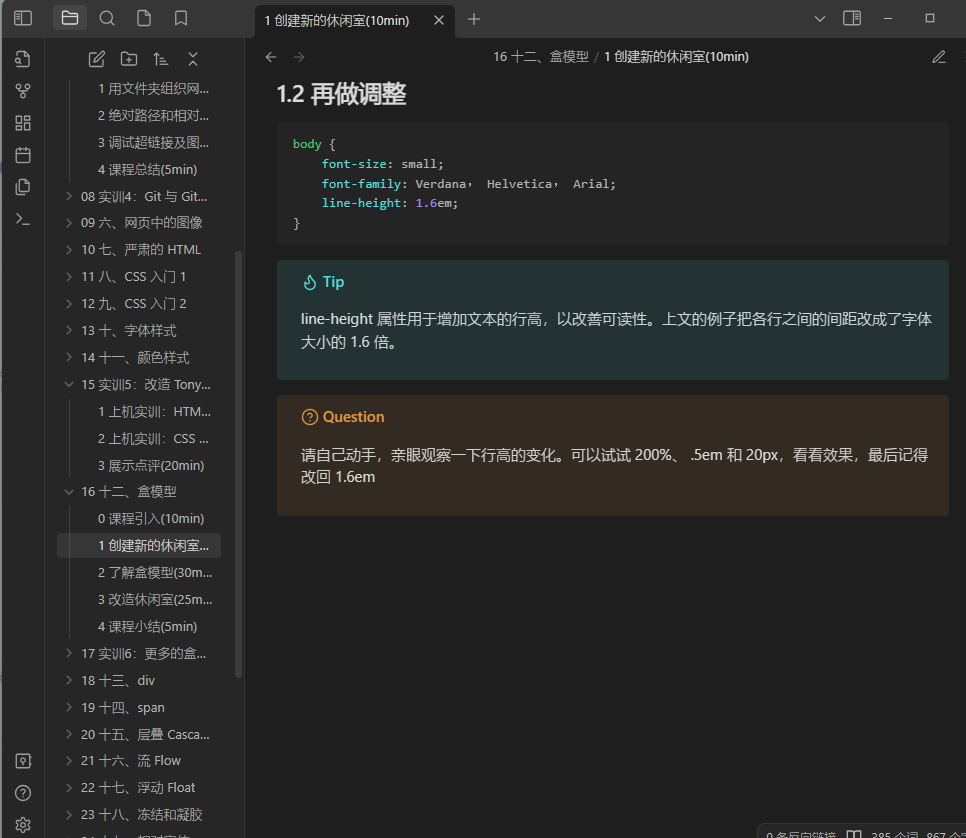 1 创建新的休闲室(10min)
16 十二、盒模型 / 1 创建新的休闲室(10min)
1 用文件夹组织网...
2 绝对路径和相对...
3 调试超链接及图...
4 课程总结(5min)
08 实训4：Git 与 Git...
09 六、网页中的图像
10 七、严肃的 HTML
11 八、CSS 入门 1
12 九、CSS 入门 2
13 十、字体样式
14 十一、颜色样式
15 实训5：改造 Tony...
1 上机实训：HTM...
2 上机实训：CSS ...
3 展示点评(20min)
16 十二、盒模型
0 课程引入(10min)
1 创建新的休闲室...
2 了解盒模型(30m...
3 改造休闲室(25m...
4 课程小结(5min)
17 实训6：更多的盒...
18 十三、div
19 十四、span
20 十五、层叠 Casca...
21 十六、流 Flow
22 十七、浮动 Float
23 十八、冻结和凝胶
1.2 再做调整
body {
font-size: small;
font-family: Verdana， Helvetica， Arial;
line-height: 1.6em;
}
Tip
line-height 属性用于增加文本的行高，以改善可读性。上文的例子把各行之间的间距改成了字体
大小的 1.6 倍。
Question
请自己动手，亲眼观察一下行高的变化。可以试试 200%、 .5em 和 20px，看看效果，最后记得
改回 1.6em
0 条反向链接 385 个词 867 个字